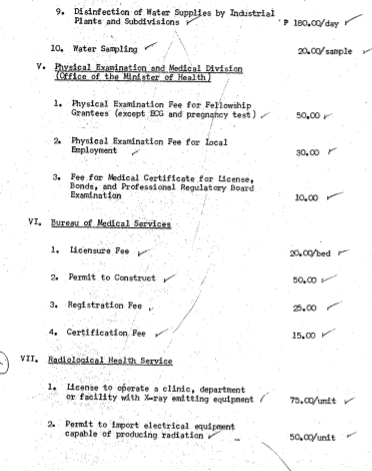 9. Disinfection of Water Supplies by Industrial
Plants and Subdivisions ₱ 180.00/day
10. Water Sampling 20.00/sample
V. Physical Examination and Medical Division
(Office of the Minister of Health)
1. Physical Examination Fee for Fellowship
Grantees (except ECG and pregnancy test) 50.00
2. Physical Examination Fee for Local
Employment 30.00
3. Fee for Medical Certificate for License,
Bonds, and Professional Regulatory Board
Examination 10.00
VI. Bureau of Medical Services
1. Licensure Fee 20.00/bed
2. Permit to Construct 50.00
3. Registration Fee 25.00
4. Certification Fee 15.00
VII. Radiological Health Service
1. License to operate a clinic, department
or facility with X-ray emitting equipment 75.00/unit
2. Permit to import electrical equipment
capable of producing radiation 50.00/unit